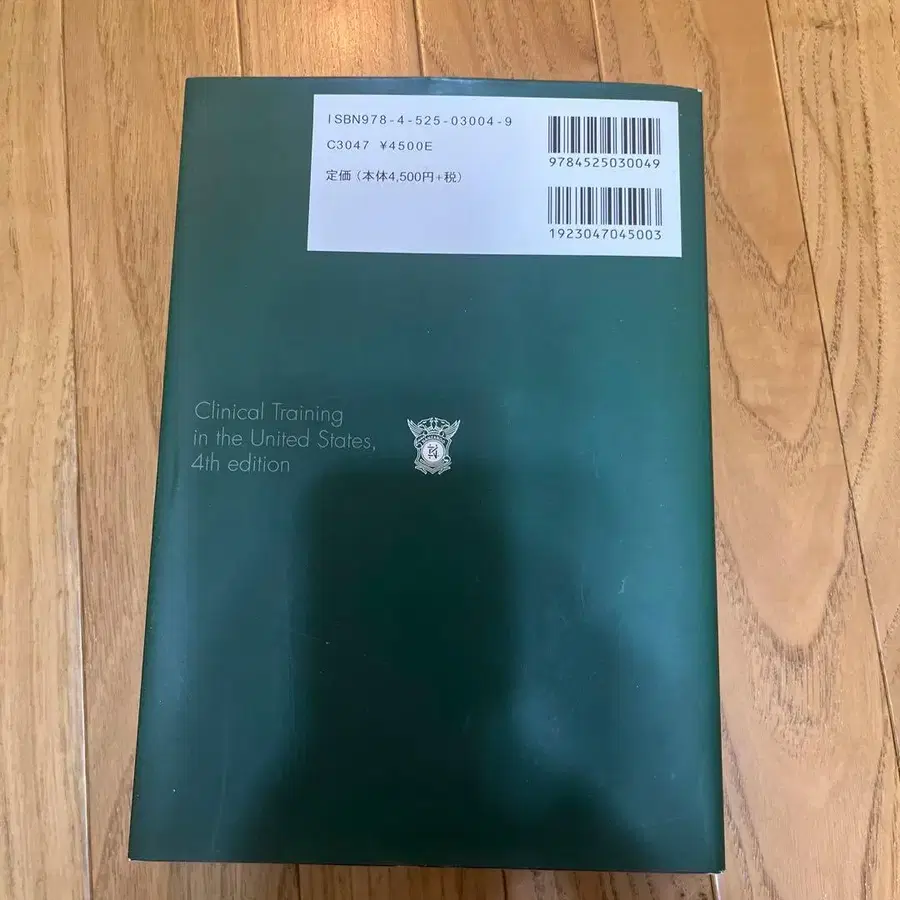 ISBN978-4-525-03004-9
C3047 ¥4500E
定価（本体4,500円+税）
9784525030049
1923047045003
Clinical Training
in the United States,
4th edition